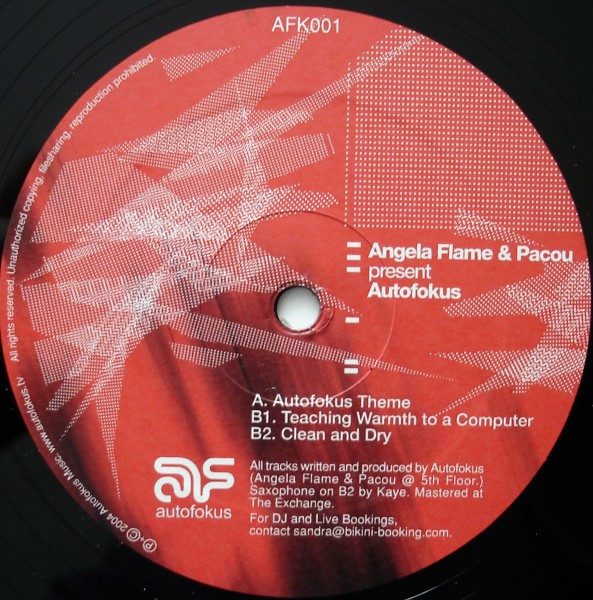 AFK001
Angela Flame & Pacou
present
Autofokus
A. Autofokus Theme
B1. Teaching Warmth to a Computer
B2. Clean and Dry
autofokus
All tracks written and produced by Autofokus
(Angela Flame & Pacou @ 5th Floor.)
Saxophone on B2 by Kaye. Mastered at
The Exchange.
For DJ and Live Bookings,
contact sandra@bikini-booking.com.
℗+© 2004 Autofokus Music. www.autofokus.tv All rights reserved. Unauthorized copying, filesharing, reproduction prohibited.